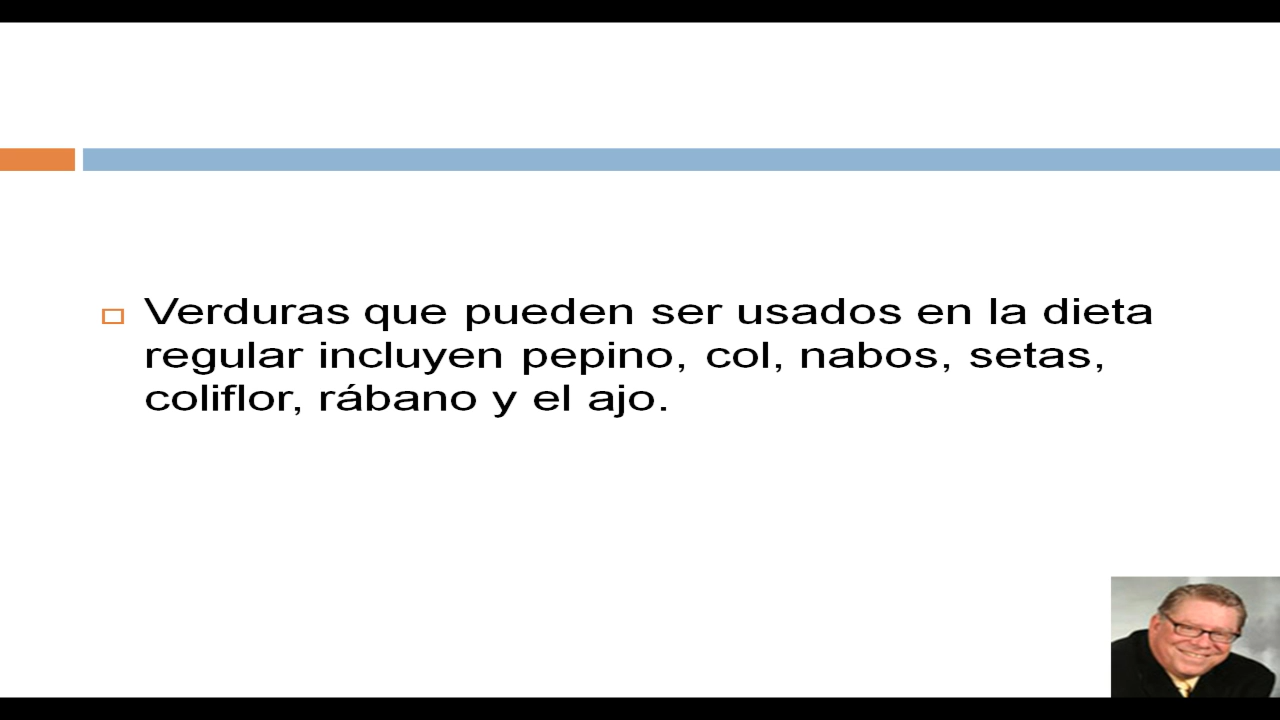 Verduras que pueden ser usados en la dieta
regular incluyen pepino, col, nabos, setas,
coliflor, rábano y el ajo.